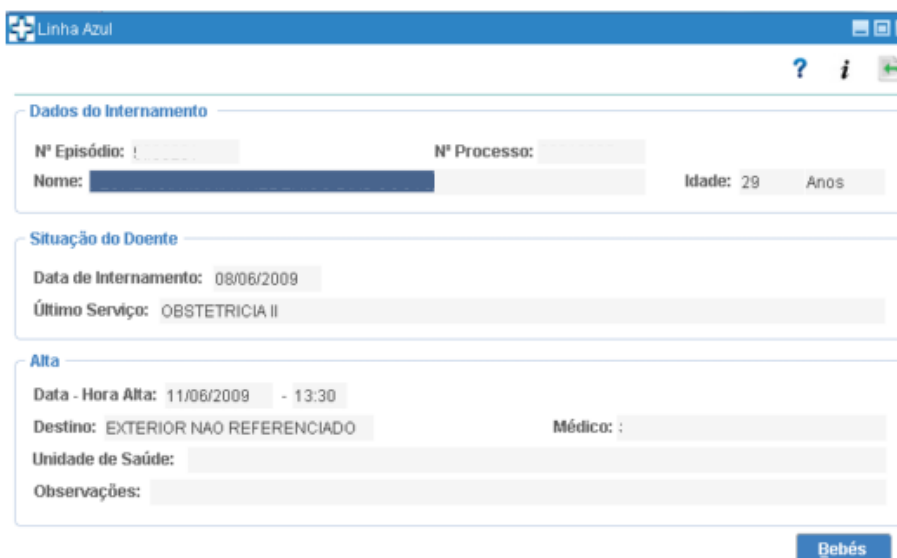 Linha Azul
? i
Dados do Internamento
Nº Episódio: Nº Processo:
Nome: Idade: 29 Anos
Situação do Doente
Data de Internamento: 08/06/2009
Último Serviço: OBSTETRICIA II
Alta
Data - Hora Alta: 11/06/2009 - 13:30
Destino: EXTERIOR NAO REFERENCIADO Médico: :
Unidade de Saúde:
Observações:
Bebés